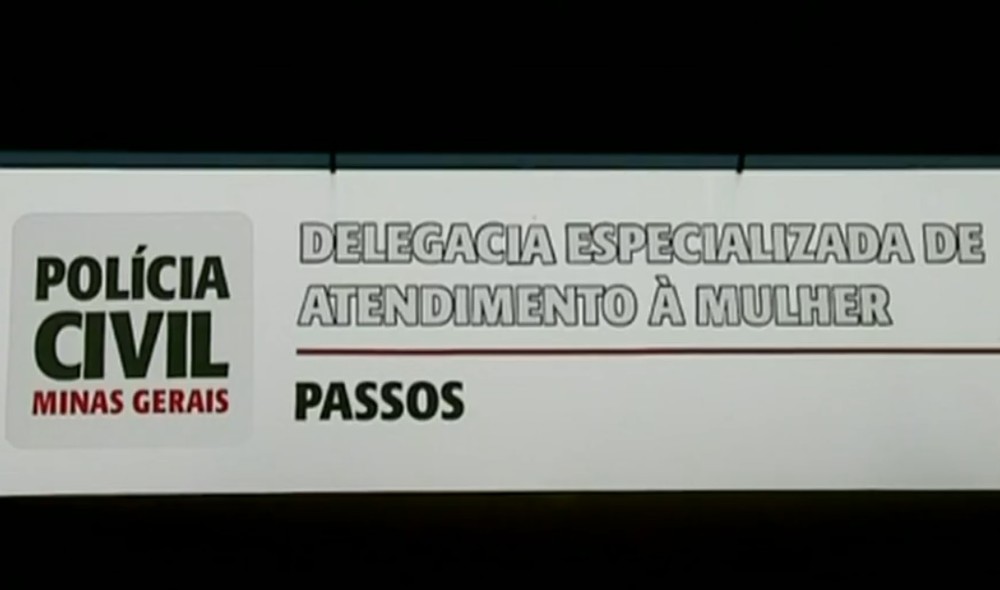 POLÍCIA
CIVIL
MINAS GERAIS
DELEGACIA ESPECIALIZADA DE
ATENDIMENTO À MULHER
PASSOS